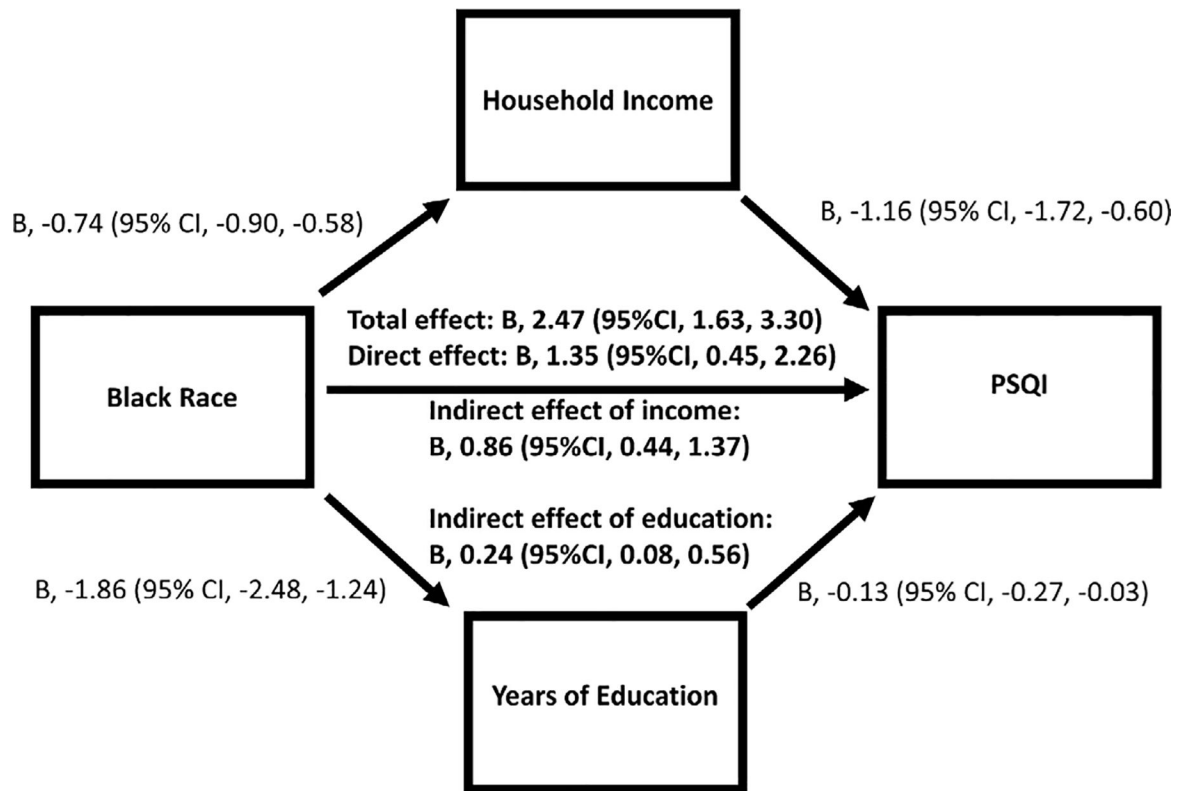 Household Income
B, -0.74 (95% CI, -0.90, -0.58)
B, -1.16 (95% CI, -1.72, -0.60)
Total effect: B, 2.47 (95%CI, 1.63, 3.30)
Direct effect: B, 1.35 (95%CI, 0.45, 2.26)
Black Race
PSQI
Indirect effect of income:
B, 0.86 (95%CI, 0.44, 1.37)
Indirect effect of education:
B, 0.24 (95%CI, 0.08, 0.56)
B, -1.86 (95% CI, -2.48, -1.24)
B, -0.13 (95% CI, -0.27, -0.03)
Years of Education